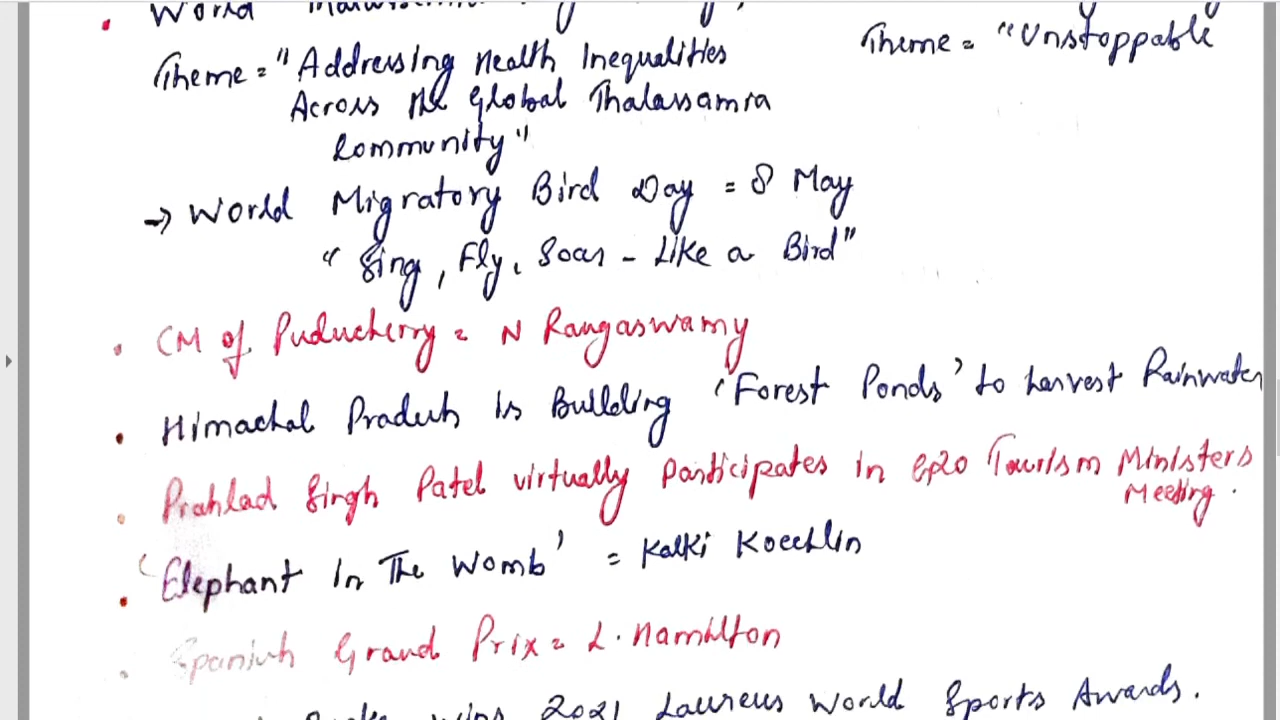 World
Theme = "Unstoppable
Theme = "Addressing Health Inequalities
Across the Global Thalassamia
Community"
→ World Migratory Bird Day = 8 May
" Sing, Fly, Soar - Like a Bird"
• CM of Puducherry = N Rangaswamy
• Himachal Pradesh is Building 'Forest Ponds' to harvest Rainwater
• Prahlad Singh Patel virtually participates in G20 Tourism Ministers
Meeting.
• 'Elephant In The Womb' = Kalki Koechlin
• Spanish Grand Prix = L. Hamilton
wins 2021 Laureus World Sports Awards.